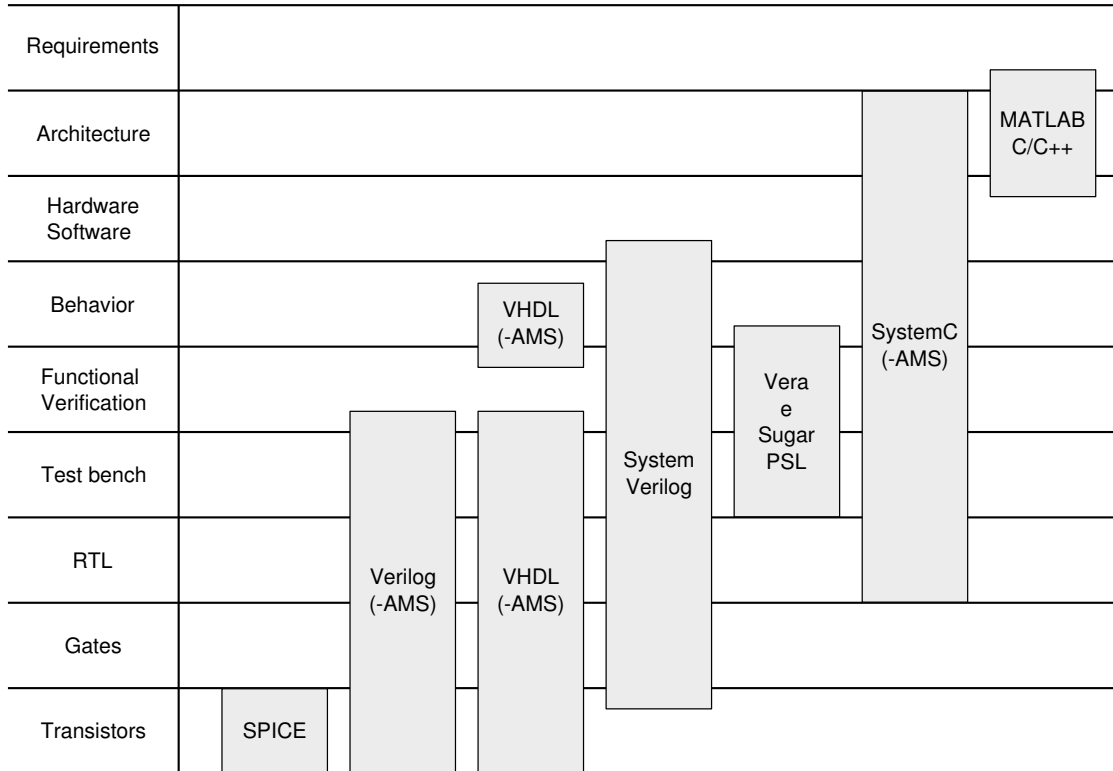 Requirements
Architecture
Hardware
Software
Behavior
Functional
Verification
Test bench
RTL
Gates
Transistors
SPICE
Verilog
(-AMS)
VHDL
(-AMS)
VHDL
(-AMS)
System
Verilog
Vera
e
Sugar
PSL
SystemC
(-AMS)
MATLAB
C/C++